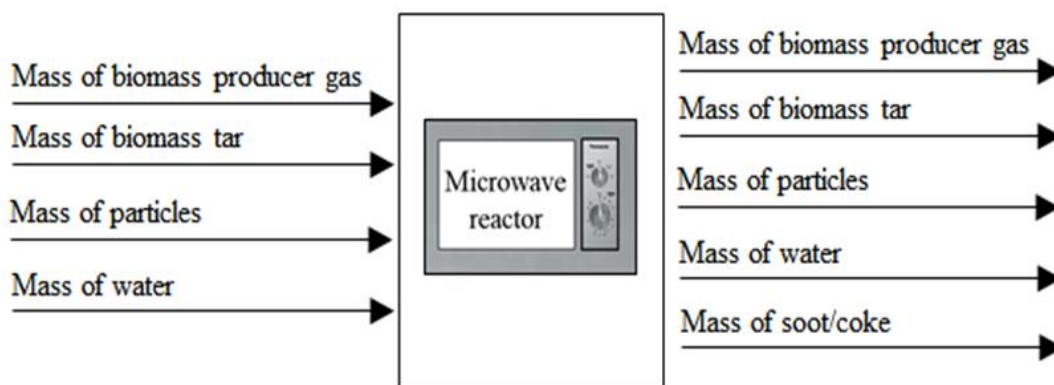 Mass of biomass producer gas
Mass of biomass tar
Mass of particles
Mass of water
Microwave
reactor
Mass of biomass producer gas
Mass of biomass tar
Mass of particles
Mass of water
Mass of soot/coke